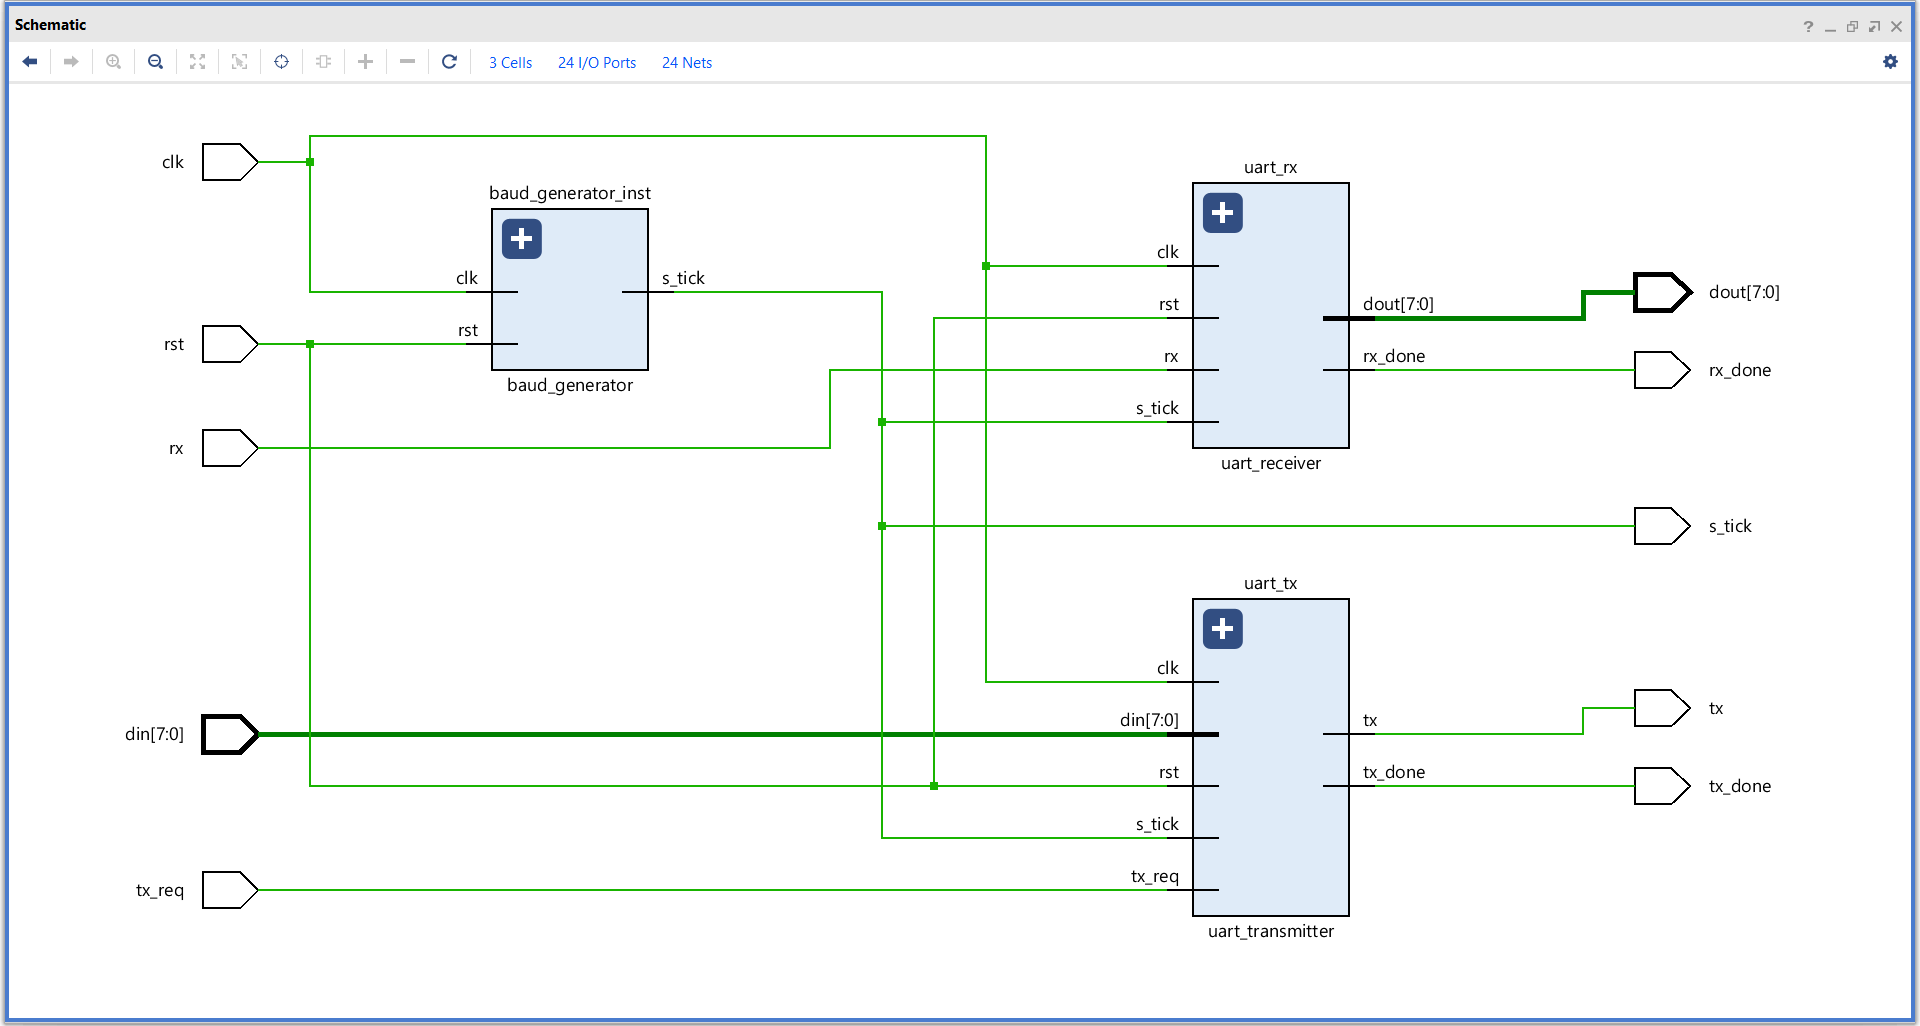 Schematic
3 Cells 24 I/O Ports 24 Nets
clk
rst
rx
din[7:0]
tx_req
baud_generator_inst
clk
rst
s_tick
baud_generator
uart_rx
clk
rst
rx
s_tick
dout[7:0]
rx_done
uart_receiver
uart_tx
clk
din[7:0]
rst
s_tick
tx_req
tx
tx_done
uart_transmitter
dout[7:0]
rx_done
s_tick
tx
tx_done